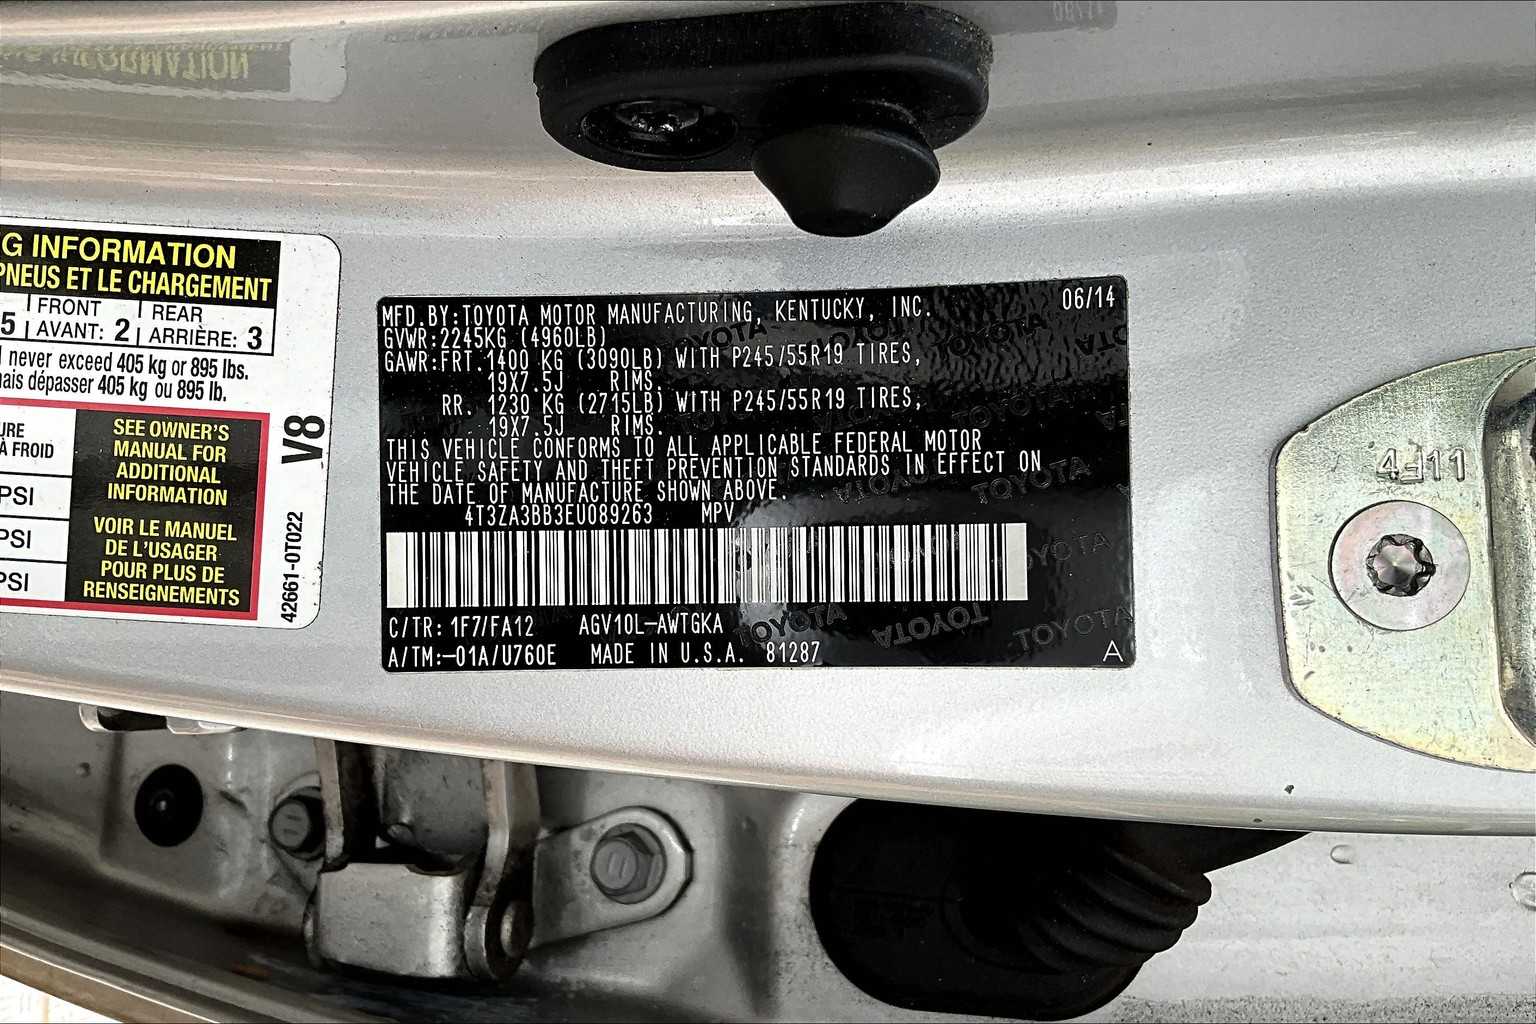 G INFORMATION
PNEUS ET LE CHARGEMENT
5 | FRONT AVANT: 2 | REAR ARRIÈRE: 3
never exceed 405 kg or 895 lbs.
dépasser 405 kg ou 895 lb.
À FROID
PSI
PSI
PSI
SEE OWNER'S
MANUAL FOR
ADDITIONAL
INFORMATION
VOIR LE MANUEL
DE L'USAGER
POUR PLUS DE
RENSEIGNEMENTS
V8
42661-0T022
MFD.BY:TOYOTA MOTOR MANUFACTURING, KENTUCKY, INC. 06/14
GVWR:2245KG (4960LB)
GAWR:FRT.1400 KG (3090LB) WITH P245/55R19 TIRES,
19X7.5J RIMS.
RR. 1230 KG (2715LB) WITH P245/55R19 TIRES,
19X7.5J RIMS.
THIS VEHICLE CONFORMS TO ALL APPLICABLE FEDERAL MOTOR
VEHICLE SAFETY AND THEFT PREVENTION STANDARDS IN EFFECT ON
THE DATE OF MANUFACTURE SHOWN ABOVE.
4T3ZA3BB3EU089263 MPV
C/TR:1F7/FA12 AGV10L-AWTGKA
A/TM:-01A/U760E MADE IN U.S.A. 81287 A
TOYOTA